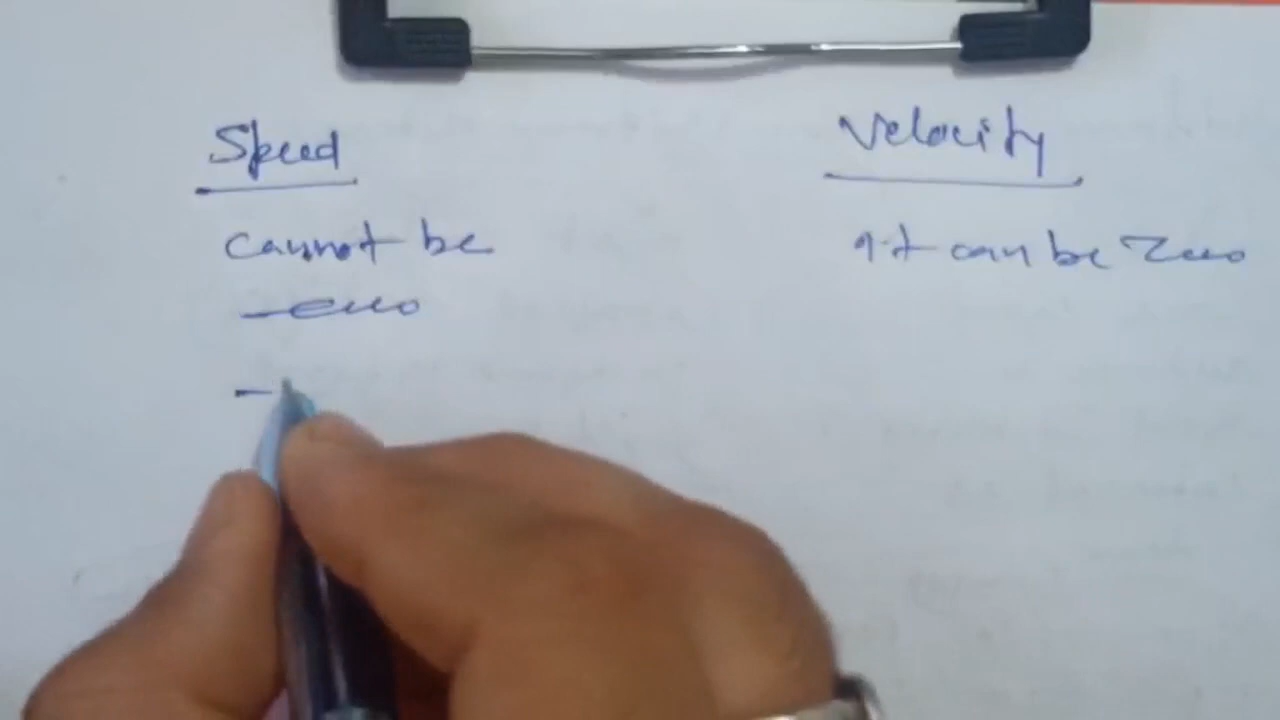 Speed
Velocity
cannot be
It can be zero
zero